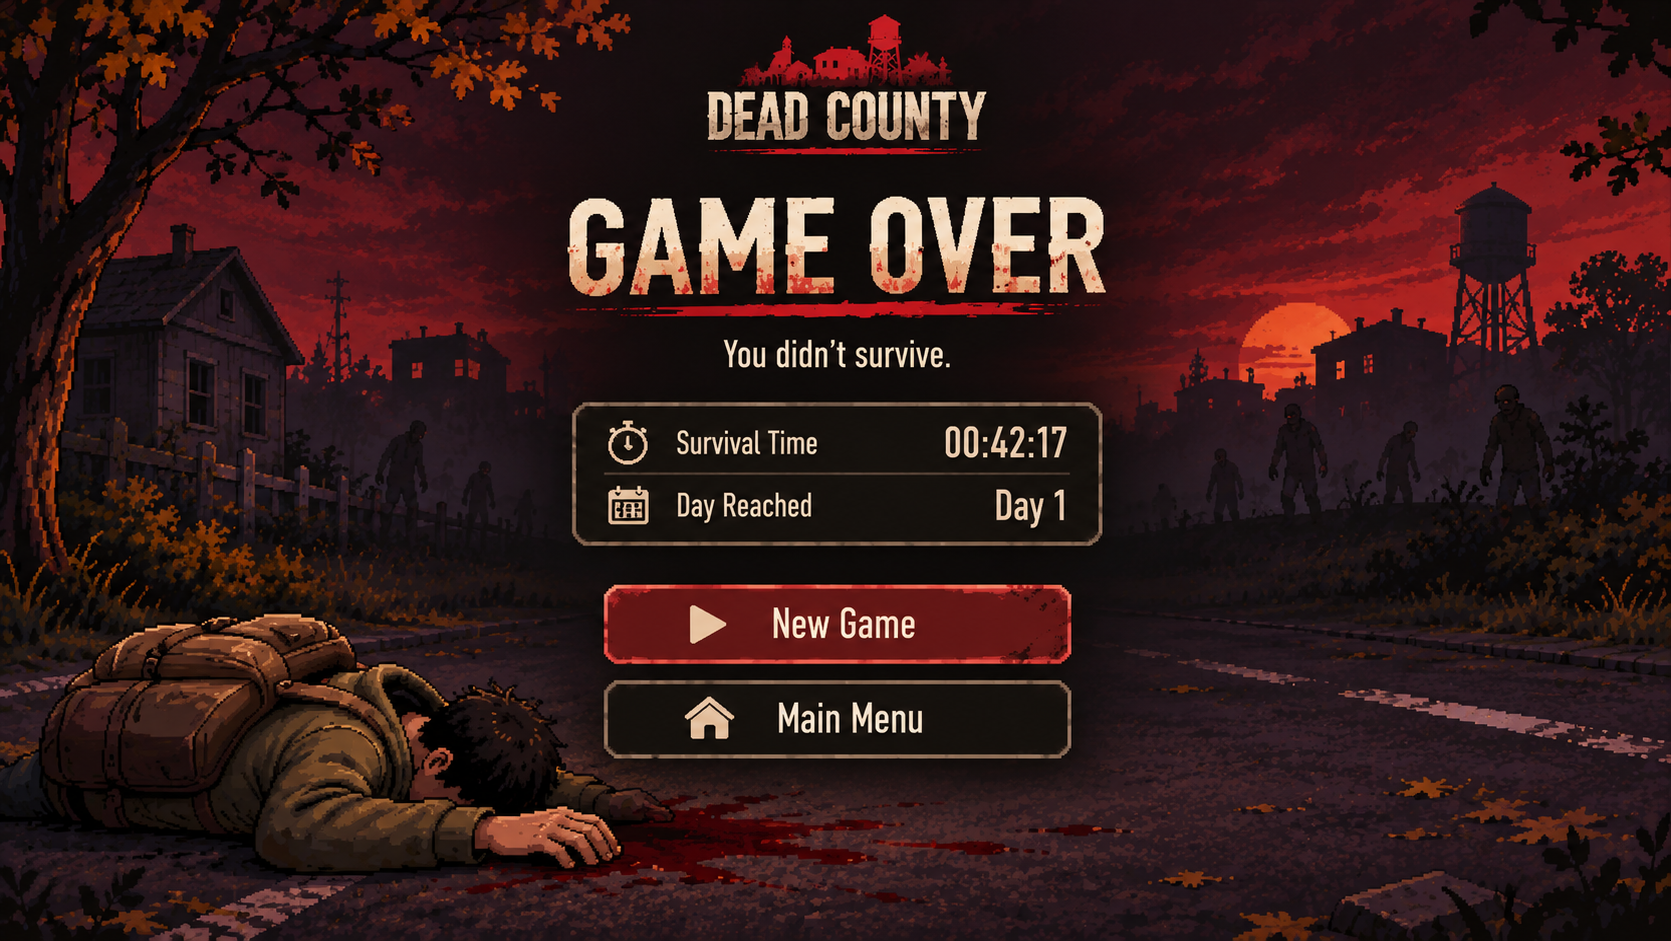 DEAD COUNTY
GAME OVER
You didn’t survive.
Survival Time 00:42:17
Day Reached Day 1
New Game
Main Menu